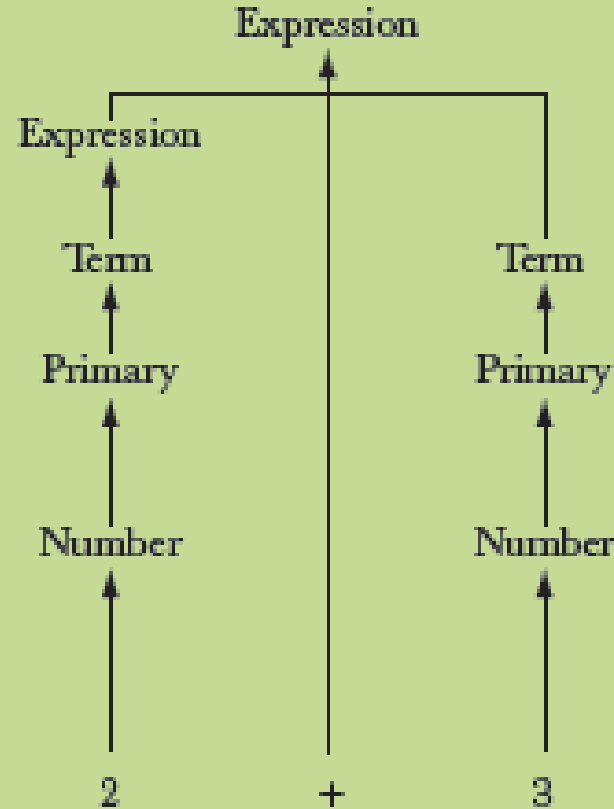 Expression
Expression
Term Term
Primary Primary
Number Number
2 + 3